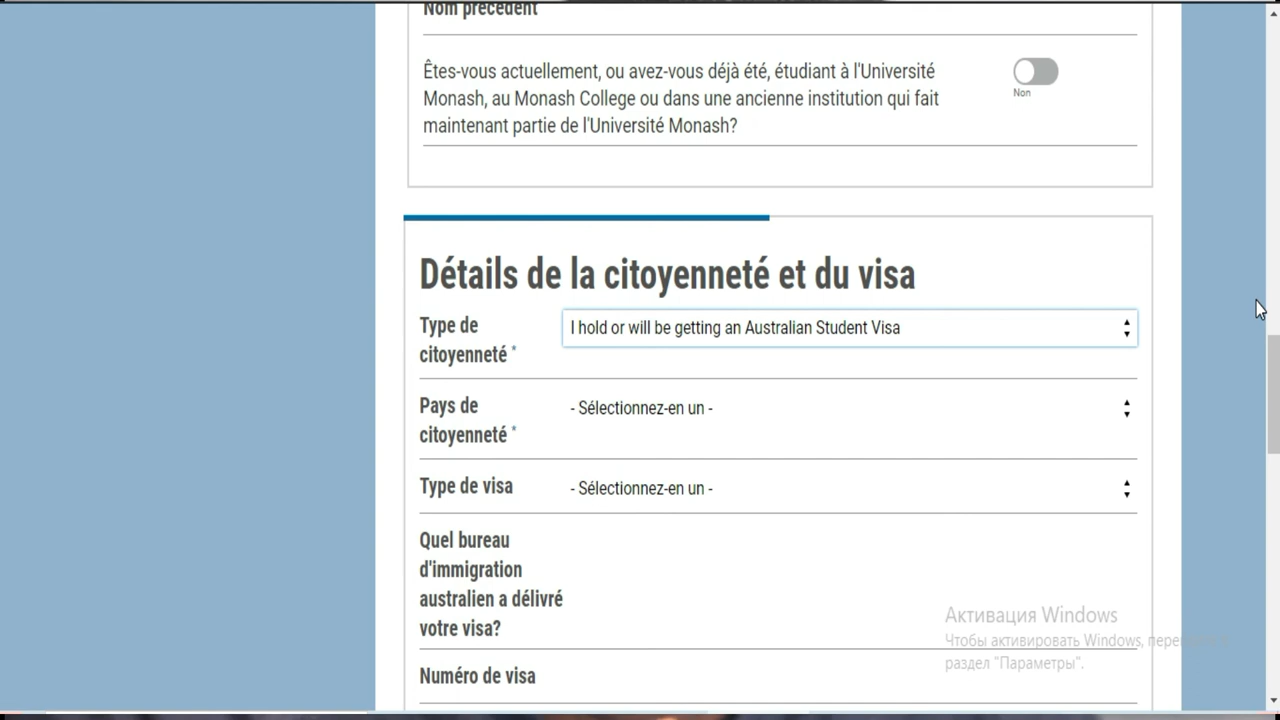 Nom précédent
Êtes-vous actuellement, ou avez-vous déjà été, étudiant à l'Université
Monash, au Monash College ou dans une ancienne institution qui fait
maintenant partie de l'Université Monash?
Non
Détails de la citoyenneté et du visa
Type de
citoyenneté *
I hold or will be getting an Australian Student Visa
Pays de
citoyenneté *
- Sélectionnez-en un -
Type de visa
- Sélectionnez-en un -
Quel bureau
d'immigration
australien a délivré
votre visa?
Numéro de visa
Активация Windows
Чтобы активировать Windows,
раздел "Параметры".